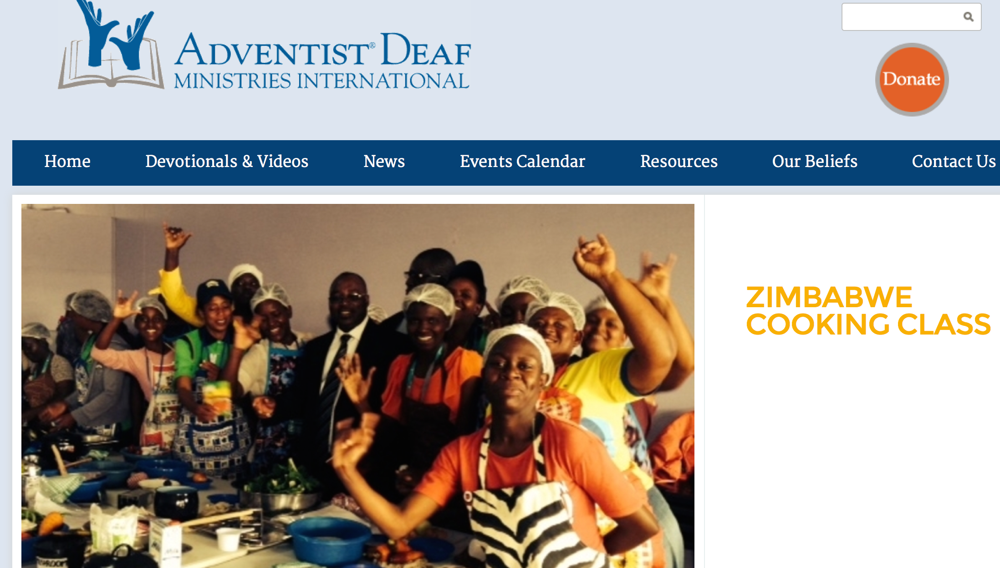 ADVENTIST® DEAF
MINISTRIES INTERNATIONAL
Donate
Home Devotionals & Videos News Events Calendar Resources Our Beliefs Contact Us
ZIMBABWE
COOKING CLASS